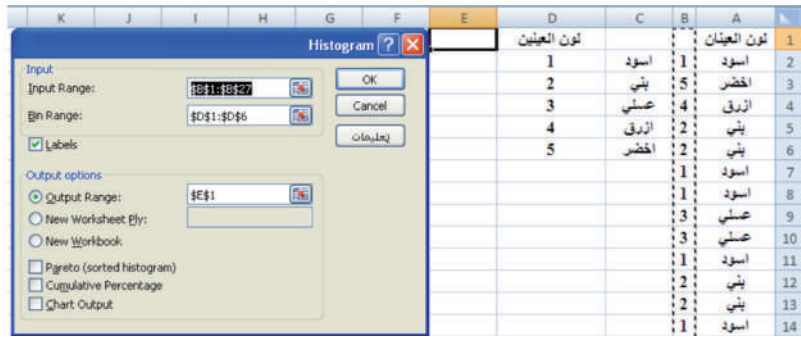 K J I H G F E D C B A
Histogram ? X
Input
Input Range: $B$1:$B$27
Bin Range: $D$1:$D$6
Labels
OK
Cancel
تعليمات
Output options
Output Range: $E$1
New Worksheet Ply:
New Workbook
Pareto (sorted histogram)
Cumulative Percentage
Chart Output
1 لون العينان لون العينين
2 اسود 1 اسود 1
3 اخضر 5 بني 2
4 ازرق 4 عسلي 3
5 بني 2 ازرق 4
6 بني 2 اخضر 5
7 اسود 1
8 اسود 1
9 عسلي 3
10 عسلي 3
11 اسود 1
12 بني 2
13 بني 2
14 اسود 1